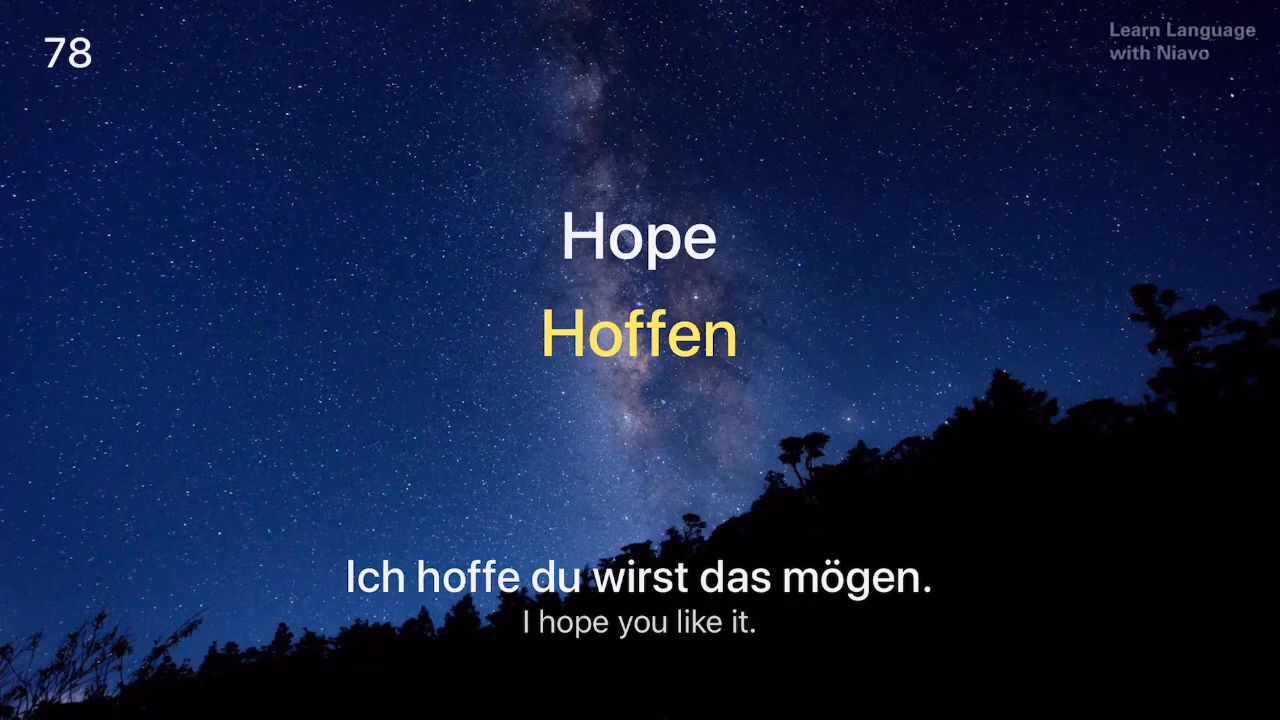 78
Learn Language
with Niavo
Hope
Hoffen
Ich hoffe du wirst das mögen.
I hope you like it.